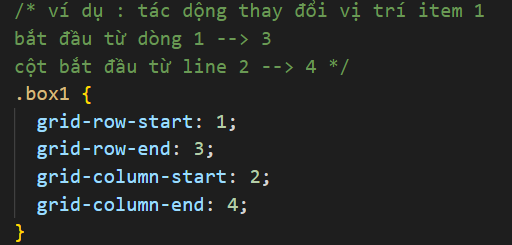 /* ví dụ : tác động thay đổi vị trí item 1
bắt đầu từ dòng 1 --> 3
cột bắt đầu từ line 2 --> 4 */
.box1 {
  grid-row-start: 1;
  grid-row-end: 3;
  grid-column-start: 2;
  grid-column-end: 4;
}